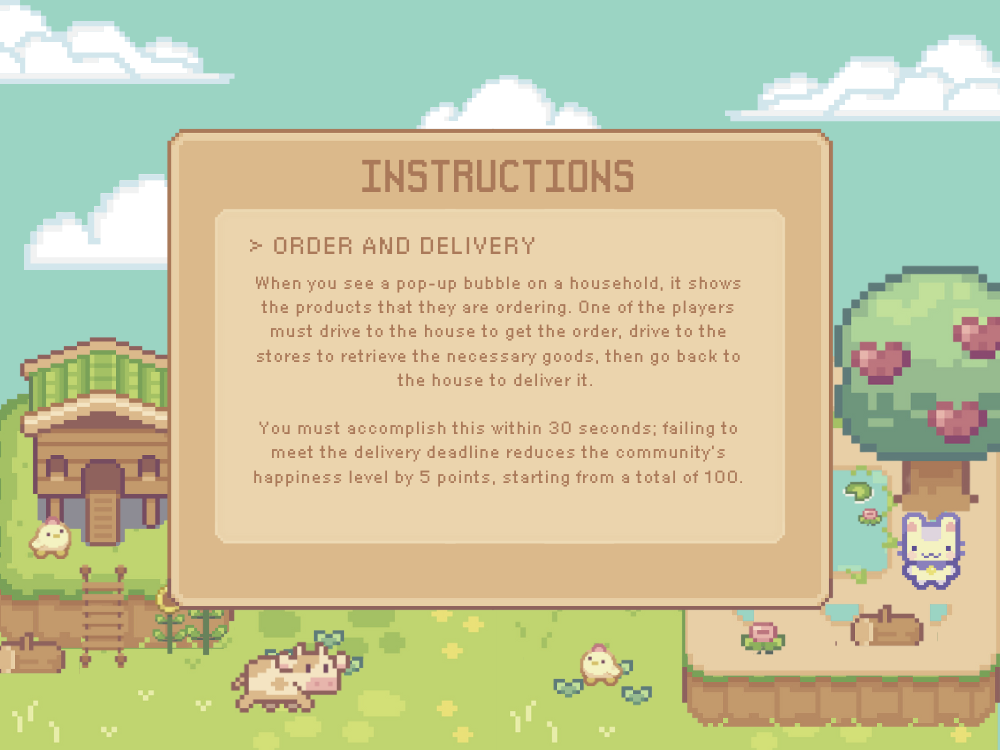 INSTRUCTIONS
> ORDER AND DELIVERY
When you see a pop-up bubble on a household, it shows
the products that they are ordering. One of the players
must drive to the house to get the order, drive to the
stores to retrieve the necessary goods, then go back to
the house to deliver it.
You must accomplish this within 30 seconds; failing to
meet the delivery deadline reduces the community's
happiness level by 5 points, starting from a total of 100.